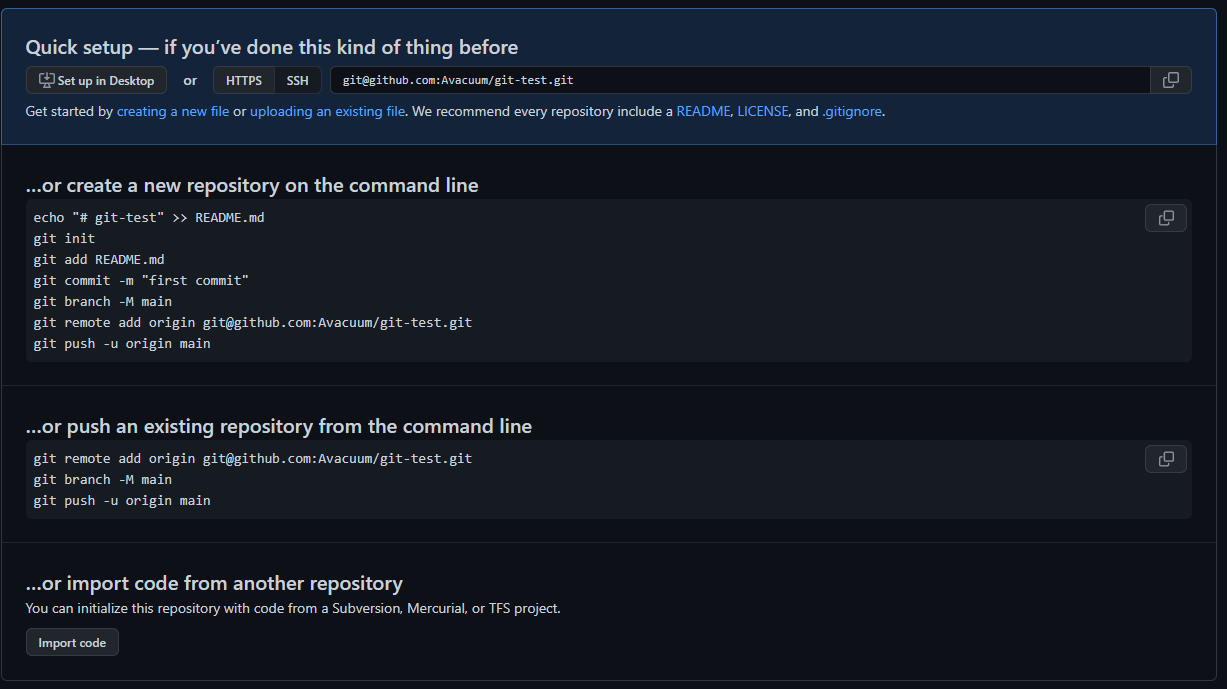 Quick setup — if you’ve done this kind of thing before
Set up in Desktop or HTTPS SSH git@github.com:Avacuum/git-test.git
Get started by creating a new file or uploading an existing file. We recommend every repository include a README, LICENSE, and .gitignore.
…or create a new repository on the command line
echo "# git-test" >> README.md
git init
git add README.md
git commit -m "first commit"
git branch -M main
git remote add origin git@github.com:Avacuum/git-test.git
git push -u origin main
…or push an existing repository from the command line
git remote add origin git@github.com:Avacuum/git-test.git
git branch -M main
git push -u origin main
…or import code from another repository
You can initialize this repository with code from a Subversion, Mercurial, or TFS project.
Import code